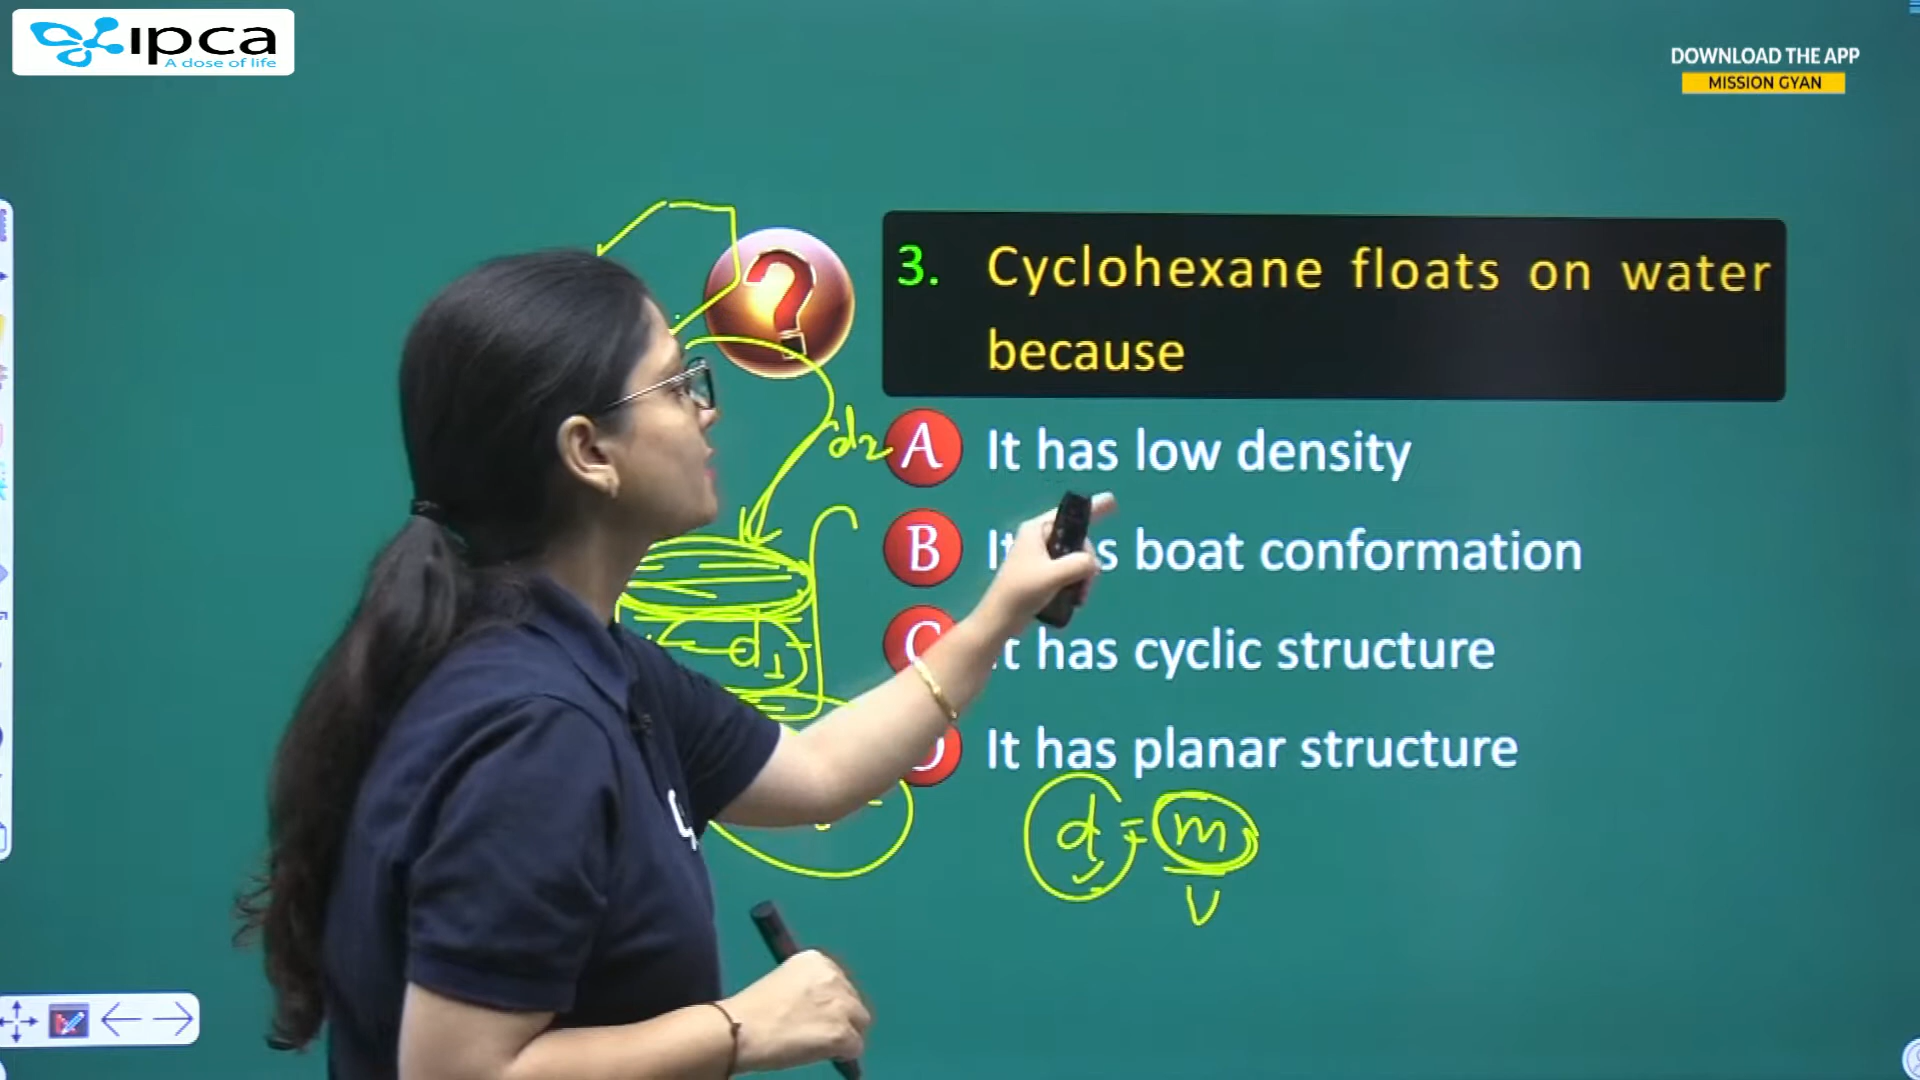 ipca
A dose of life
DOWNLOAD THE APP
MISSION GYAN
3. Cyclohexane floats on water
because
A It has low density
B boat conformation
C It has cyclic structure
D It has planar structure
d2
d1
d = m
v